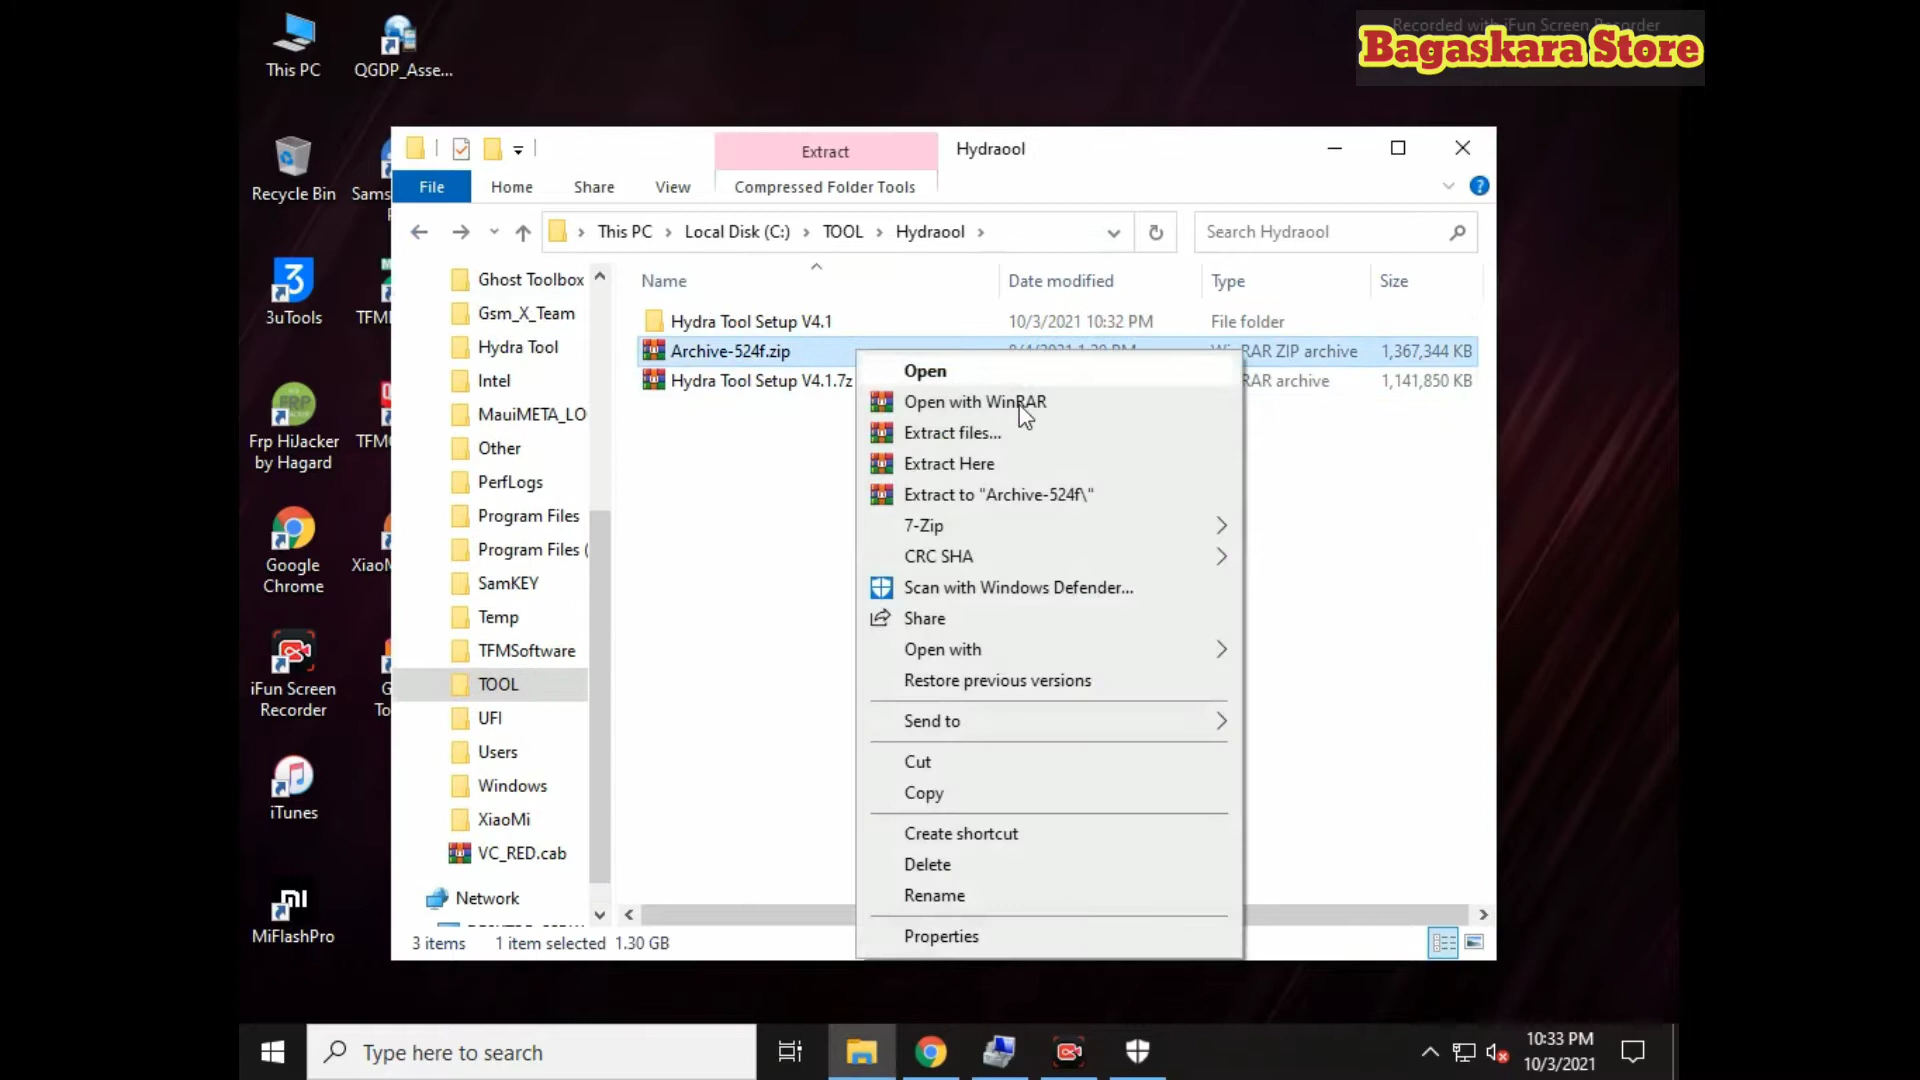 Recorded with iFun Screen Recorder
Bagaskara Store
This PC
QGDP_Asse...
Recycle Bin
Sams
3uTools
TFM
Frp HiJacker
by Hagard
TFM
Google
Chrome
Xiao
iFun Screen
Recorder
G
To
iTunes
MiFlashPro
Extract
Hydraool
File
Home
Share
View
Compressed Folder Tools
This PC
Local Disk (C:)
TOOL
Hydraool
Search Hydraool
Ghost Toolbox
Gsm_X_Team
Hydra Tool
Intel
MauiMETA_LO
Other
PerfLogs
Program Files
Program Files (
SamKEY
Temp
TFMSoftware
TOOL
UFI
Users
Windows
XiaoMi
VC_RED.cab
Network
Name
Date modified
Type
Size
Hydra Tool Setup V4.1
10/3/2021 10:32 PM
File folder
Archive-524f.zip
RAR ZIP archive
1,367,344 KB
Hydra Tool Setup V4.1.7z
RAR archive
1,141,850 KB
Open
Open with WinRAR
Extract files...
Extract Here
Extract to "Archive-524f\"
7-Zip
CRC SHA
Scan with Windows Defender...
Share
Open with
Restore previous versions
Send to
Cut
Copy
Create shortcut
Delete
Rename
Properties
3 items
1 item selected 1.30 GB
Type here to search
10:33 PM
10/3/2021